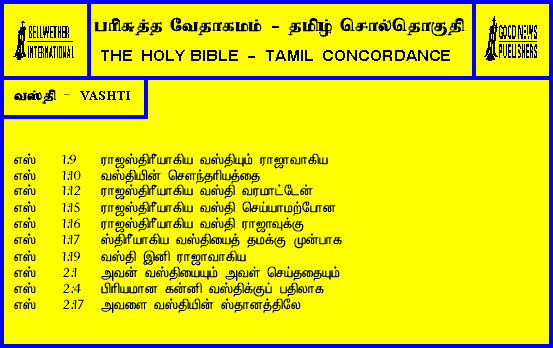 BELLWETHER
INTERNATIONAL
பரிசுத்த வேதாகமம் - தமிழ் சொல்தொகுதி
THE HOLY BIBLE - TAMIL CONCORDANCE
GOOD NEWS
PUBLISHERS
வஸ்தி - VASHTI
எஸ் 1:9 ராஜஸ்திரீயாகிய வஸ்தியும் ராஜாவாகிய
எஸ் 1:10 வஸ்தியின் சௌந்தரியத்தை
எஸ் 1:12 ராஜஸ்திரீயாகிய வஸ்தி வரமாட்டேன்
எஸ் 1:15 ராஜஸ்திரீயாகிய வஸ்தி செய்யாமற்போன
எஸ் 1:16 ராஜஸ்திரீயாகிய வஸ்தி ராஜாவுக்கு
எஸ் 1:17 ஸ்திரீயாகிய வஸ்தியைத் தமக்கு முன்பாக
எஸ் 1:19 வஸ்தி இனி ராஜாவாகிய
எஸ் 2:1 அவன் வஸ்தியையும் அவள் செய்ததையும்
எஸ் 2:4 பிரியமான கன்னி வஸ்திக்குப் பதிலாக
எஸ் 2:17 அவளை வஸ்தியின் ஸ்தானத்திலே